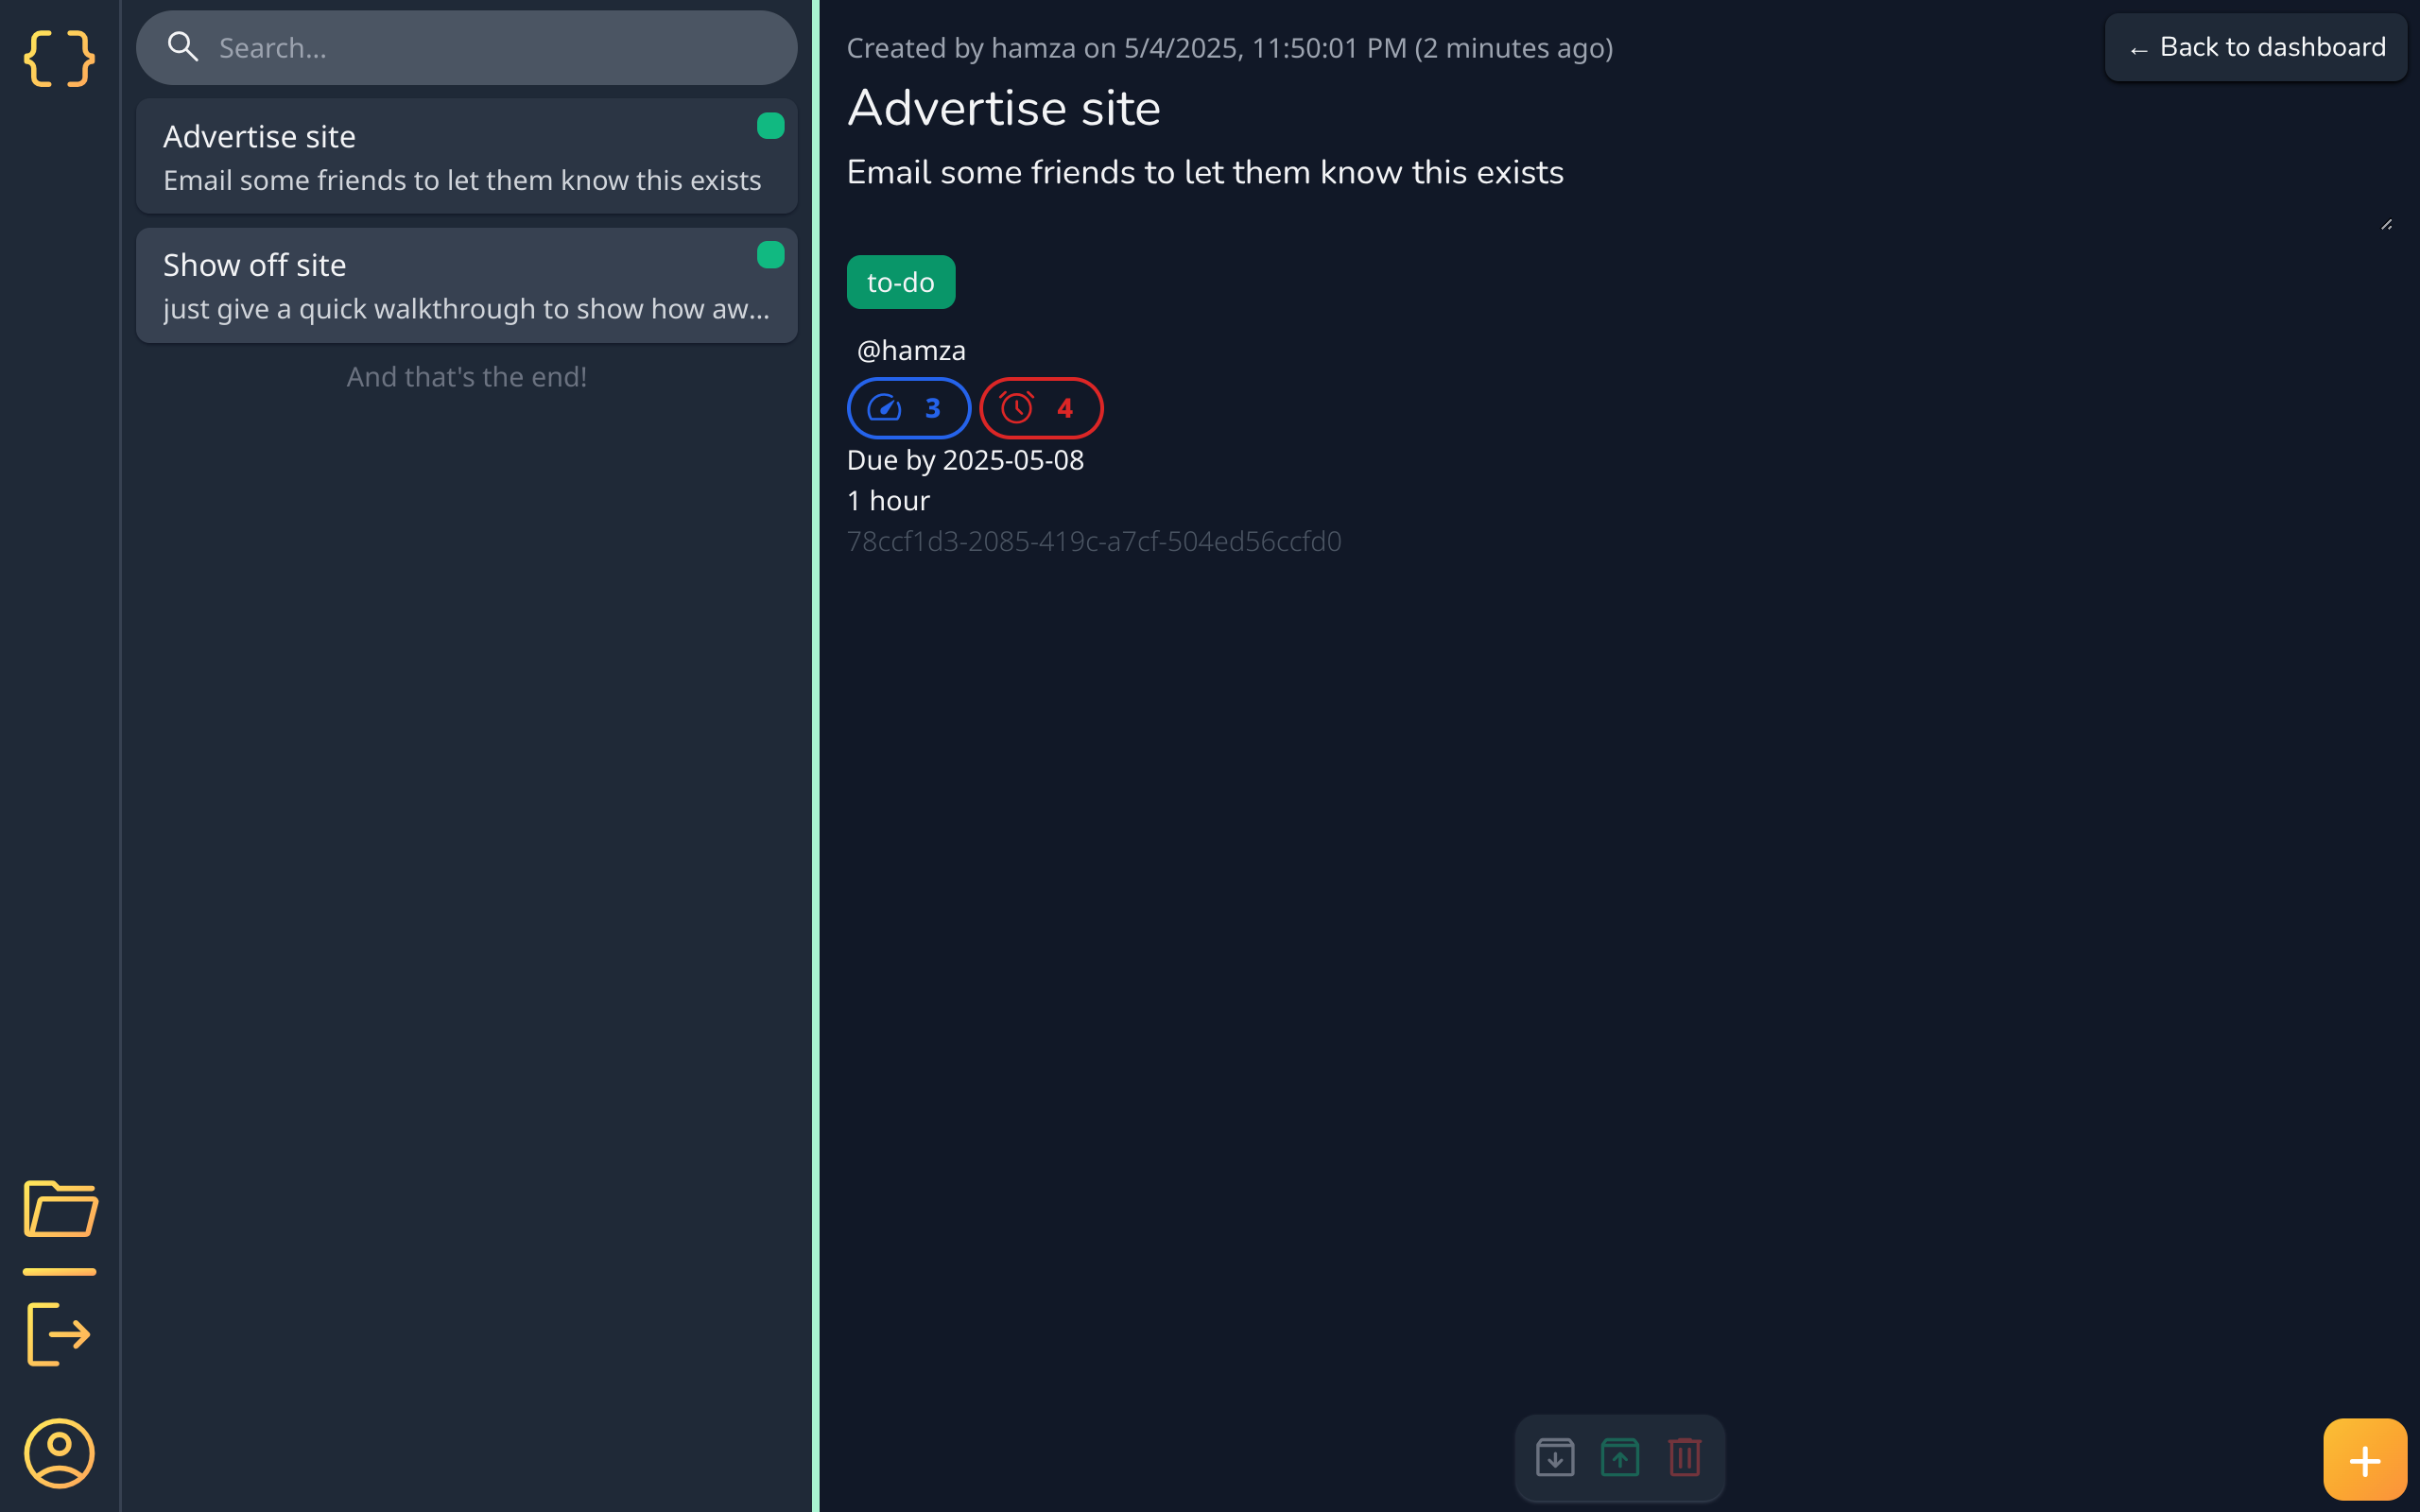 Search...
Advertise site
Email some friends to let them know this exists
Show off site
just give a quick walkthrough to show how aw...
And that's the end!
Created by hamza on 5/4/2025, 11:50:01 PM (2 minutes ago)
← Back to dashboard
Advertise site
Email some friends to let them know this exists
to-do
@hamza
3 4
Due by 2025-05-08
1 hour
78ccf1d3-2085-419c-a7cf-504ed56ccfd0